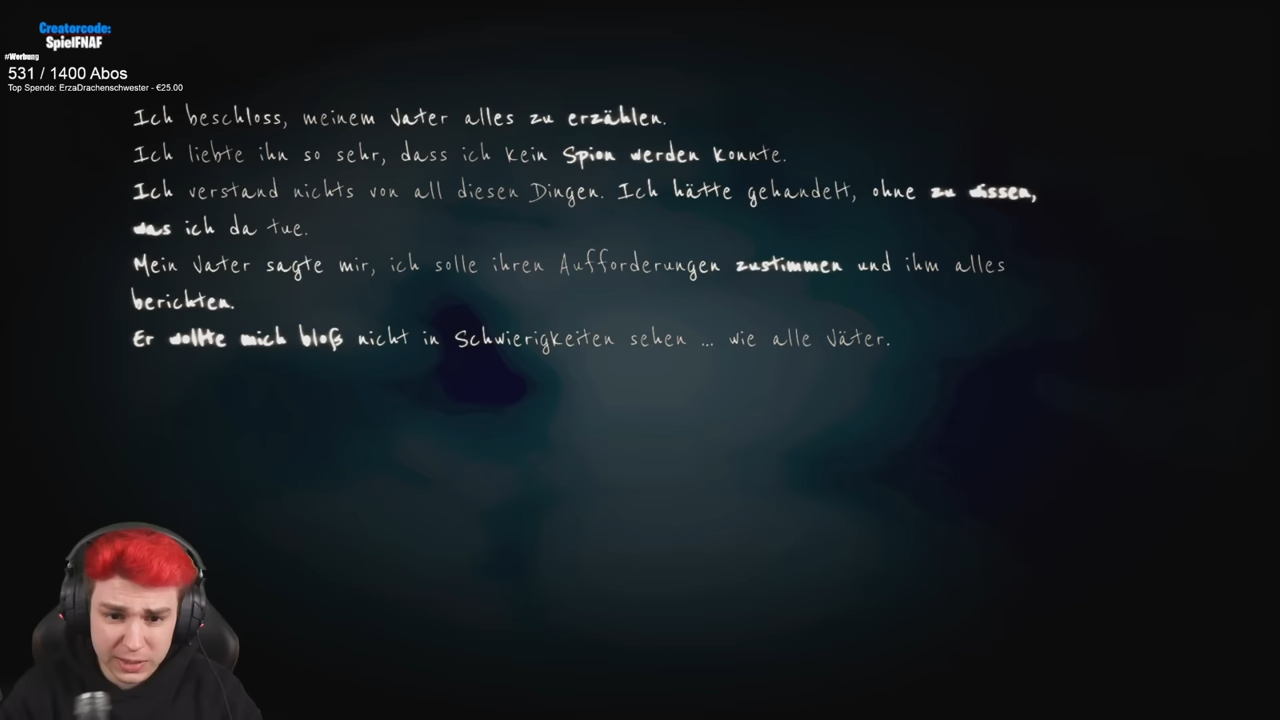 Creatorcode:
SpielFNAF
#Werbung
531 / 1400 Abos
Top Spende: ErzaDrachenschwester - €25.00
Ich beschloss, meinem Vater alles zu erzählen.
Ich liebte ihn so sehr, dass ich kein Spion werden konnte.
Ich verstand nichts von all diesen Dingen. Ich hätte gehandelt, ohne zu wissen,
was ich da tue.
Mein Vater sagte mir, ich solle ihren Aufforderungen zustimmen und ihm alles
berichten.
Er wollte mich bloß nicht in Schwierigkeiten sehen ... wie alle Väter.